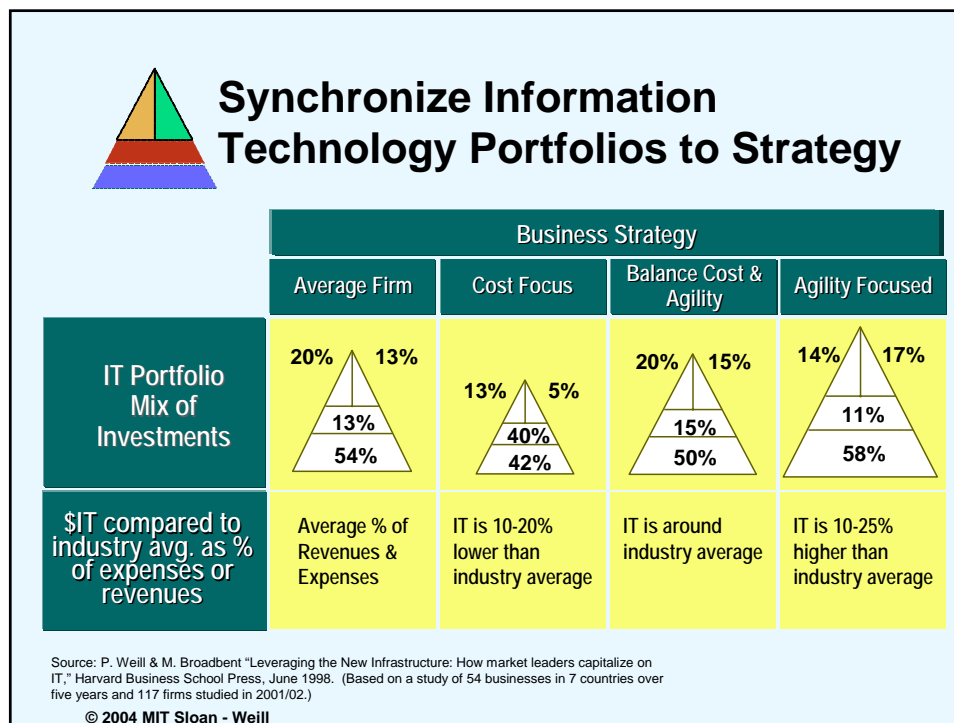 Synchronize Information
Technology Portfolios to Strategy
Business Strategy
Average Firm
Cost Focus
Balance Cost &
Agility
Agility Focused
IT Portfolio
Mix of
Investments
20% 13%
13%
54%
13% 5%
40%
42%
20% 15%
15%
50%
14% 17%
11%
58%
$IT compared to
industry avg. as %
of expenses or
revenues
Average % of
Revenues &
Expenses
IT is 10-20%
lower than
industry average
IT is around
industry average
IT is 10-25%
higher than
industry average
Source: P. Weill & M. Broadbent “Leveraging the New Infrastructure: How market leaders capitalize on
IT,” Harvard Business School Press, June 1998. (Based on a study of 54 businesses in 7 countries over
five years and 117 firms studied in 2001/02.)
© 2004 MIT Sloan - Weill